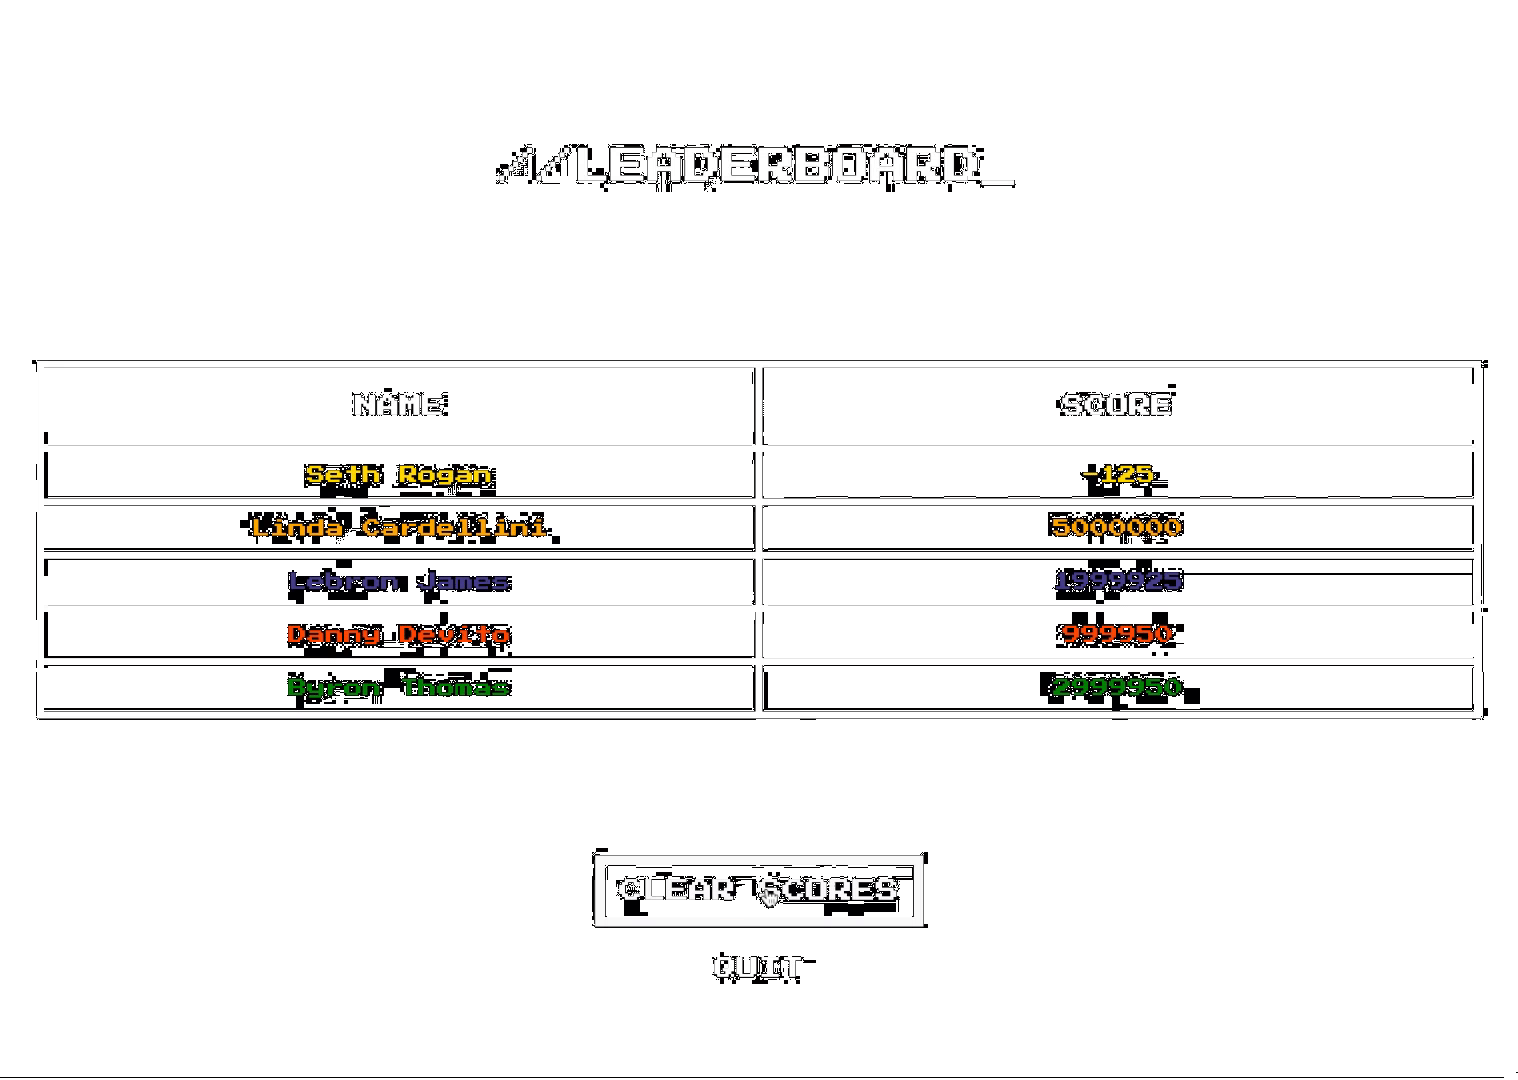 ./LEADERBOARD_
NAME SCORE
Seth Rogan -125
Linda Cardellini 5000000
Lebron James 1999925
Danny Devito 999950
Byron Thomas 2999950
CLEAR SCORES
QUIT